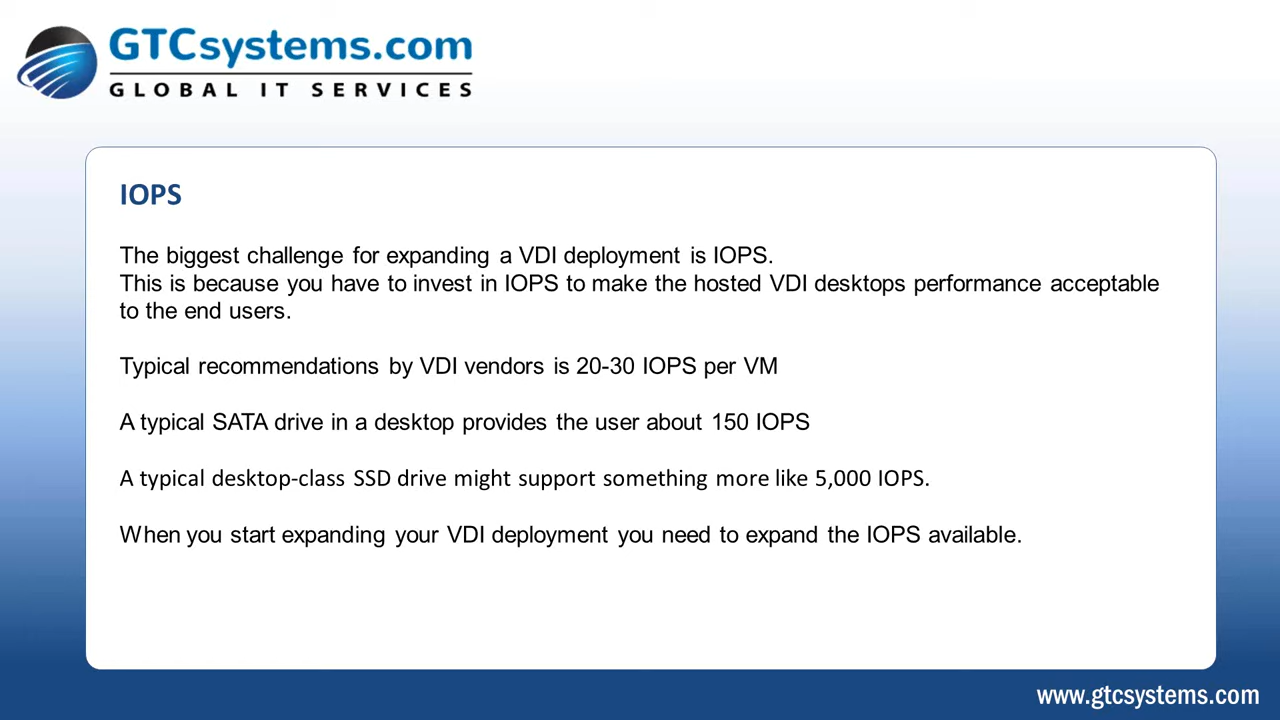 GTCsystems.com
GLOBAL IT SERVICES
IOPS
The biggest challenge for expanding a VDI deployment is IOPS.
This is because you have to invest in IOPS to make the hosted VDI desktops performance acceptable
to the end users.
Typical recommendations by VDI vendors is 20-30 IOPS per VM
A typical SATA drive in a desktop provides the user about 150 IOPS
A typical desktop-class SSD drive might support something more like 5,000 IOPS.
When you start expanding your VDI deployment you need to expand the IOPS available.
www.gtcsystems.com